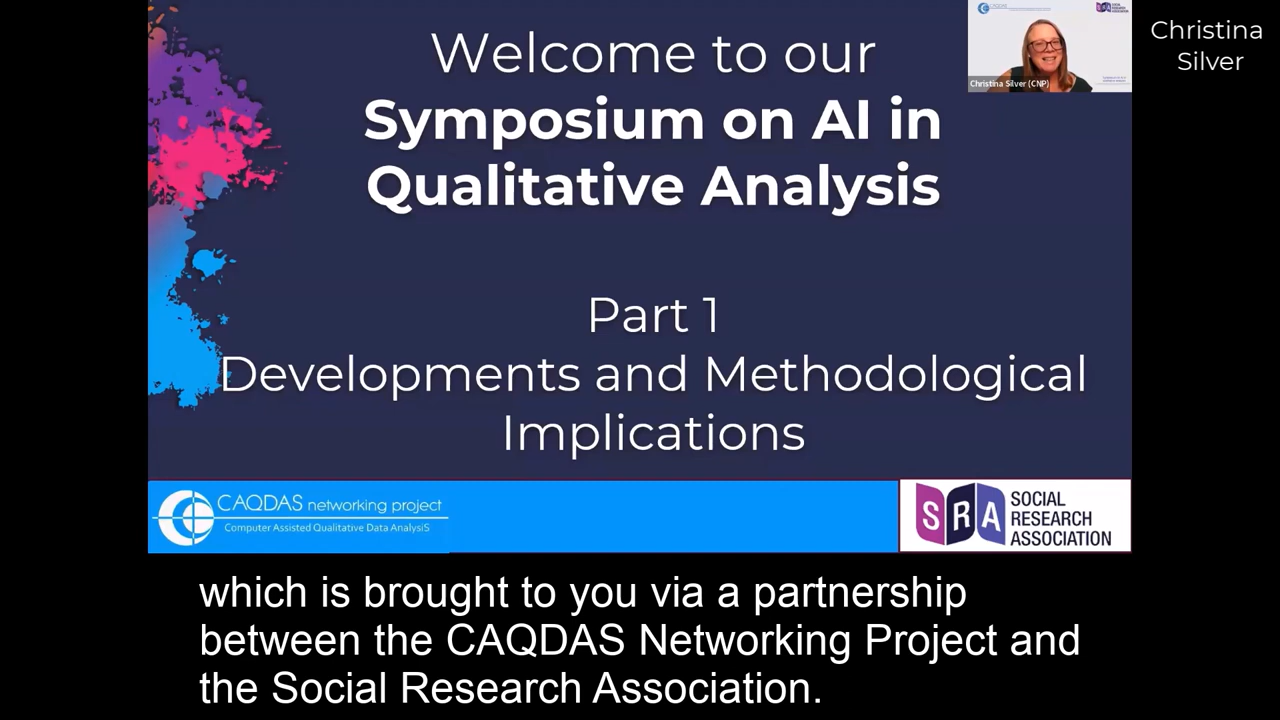 Welcome to our
Symposium on AI in
Qualitative Analysis
Part 1
Developments and Methodological
Implications
CAQDAS networking project
Computer Assisted Qualitative Data AnalysiS
SRA
SOCIAL
RESEARCH
ASSOCIATION
Christina Silver (CNP)
Christina
Silver
which is brought to you via a partnership
between the CAQDAS Networking Project and
the Social Research Association.